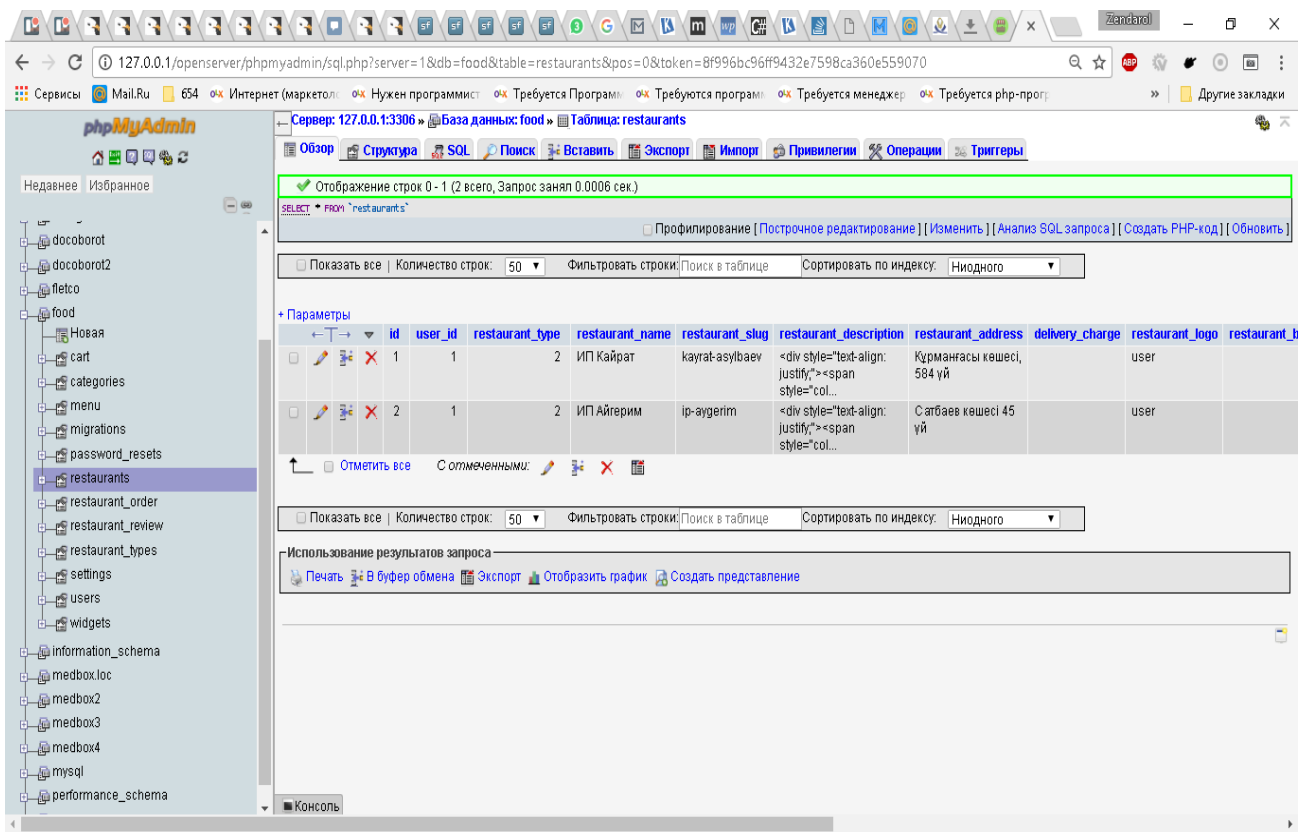 Zendarol
127.0.0.1/openserver/phpmyadmin/sql.php?server=1&db=food&table=restaurants&pos=0&token=8f996bc96ff9432e7598ca360e559070
Сервисы Mail.Ru 654 Интернет (маркетоло Нужен программист Требуется Программ Требуются програм Требуется менеджер Требуется php-прогр » Другие закладки
phpMyAdmin
Недавнее Избранное
docoborot
docoborot2
fletco
food
Новая
cart
categories
menu
migrations
password_resets
restaurants
restaurant_order
restaurant_review
restaurant_types
settings
users
widgets
information_schema
medbox.loc
medbox2
medbox3
medbox4
mysql
performance_schema
Сервер: 127.0.0.1:3306 » База данных: food » Таблица: restaurants
Обзор Структура SQL Поиск Вставить Экспорт Импорт Привилегии Операции Триггеры
Отображение строк 0 - 1 (2 всего, Запрос занял 0.0006 сек.)
SELECT * FROM `restaurants`
Профилирование [ Построчное редактирование ] [ Изменить ] [ Анализ SQL запроса ] [ Создать PHP-код ] [ Обновить ]
Показать все | Количество строк: 50 Фильтровать строки: Поиск в таблице Сортировать по индексу: Ниодного
+ Параметры
id user_id restaurant_type restaurant_name restaurant_slug restaurant_description restaurant_address delivery_charge restaurant_logo restaurant_b
1 1 2 ИП Кайрат kayrat-asylbaev <div style="text-align: Құрманғасы көшесі, user
justify;"><span 584 үй
style="col...
2 1 2 ИП Айгерим ip-aygerim <div style="text-align: Сатбаев көшесі 45 user
justify;"><span үй
style="col...
Отметить все С отмеченными:
Показать все | Количество строк: 50 Фильтровать строки: Поиск в таблице Сортировать по индексу: Ниодного
Использование результатов запроса
Печать В буфер обмена Экспорт Отобразить график Создать представление
Консоль